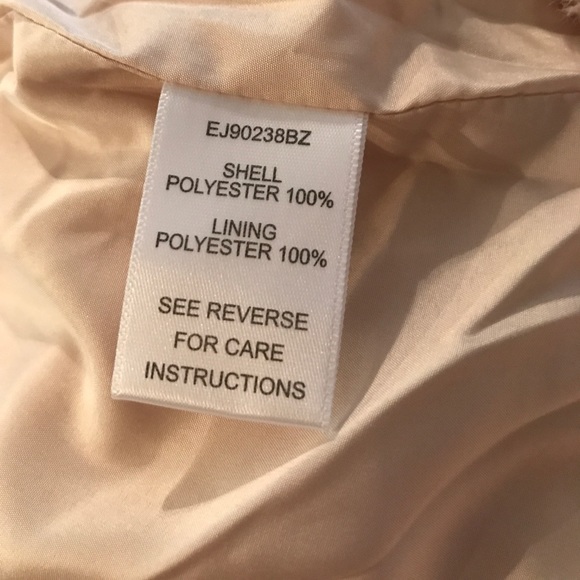 EJ90238BZ
SHELL
POLYESTER 100%
LINING
POLYESTER 100%
SEE REVERSE
FOR CARE
INSTRUCTIONS